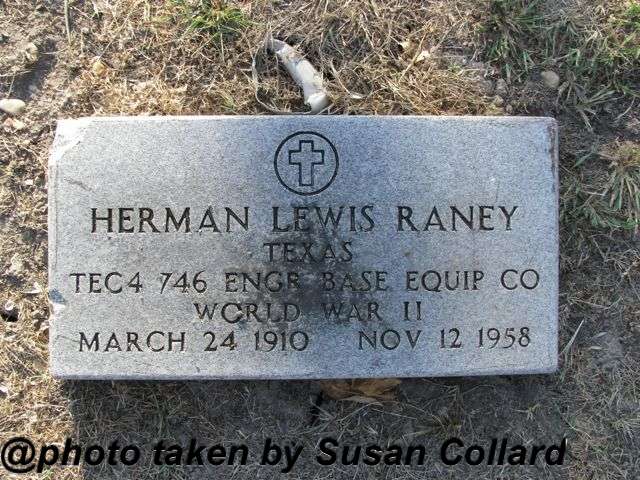 HERMAN LEWIS RANEY
TEXAS
TEC4 746 ENGR BASE EQUIP CO
WORLD WAR II
MARCH 24 1910 NOV 12 1958
@photo taken by Susan Collard